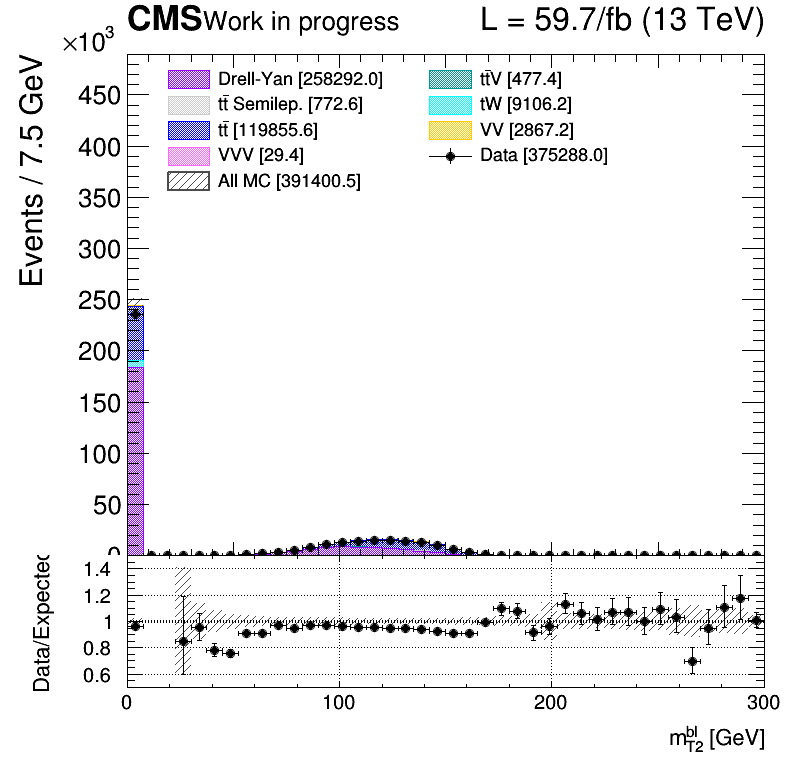 CMS Work in progress L = 59.7/fb (13 TeV)
×10³
Events / 7.5 GeV
Drell-Yan [258292.0]
tt̄V [477.4]
tt̄ Semilep. [772.6]
tW [9106.2]
tt̄ [119855.6]
VV [2867.2]
VVV [29.4]
Data [375288.0]
All MC [391400.5]
450
400
350
300
250
200
150
100
50
0
Data/Expected
1.4
1.2
1
0.8
0.6
0 100 200 300
m_T2^bl [GeV]